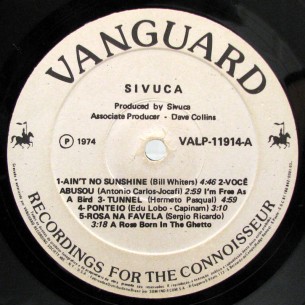 VANGUARD
SIVUCA
Produced by Sivuca
Associate Producer - Dave Collins
P 1974 VALP-11914-A
1-AIN'T NO SUNSHINE (Bill Whiters) 4:46 2-VOCÊ
ABUSOU (Antonio Carlos-Jocafi) 2:59 I'm Free As
A Bird 3- TUNNEL (Hermeto Pasqual) 4:59
4-PONTEIO (Edu Lobo - Capinam) 3:10
5-ROSA NA FAVELA (Sergio Ricardo)
3:18 A Rose Born In The Ghetto
RECORDINGS FOR THE CONNOISSEUR